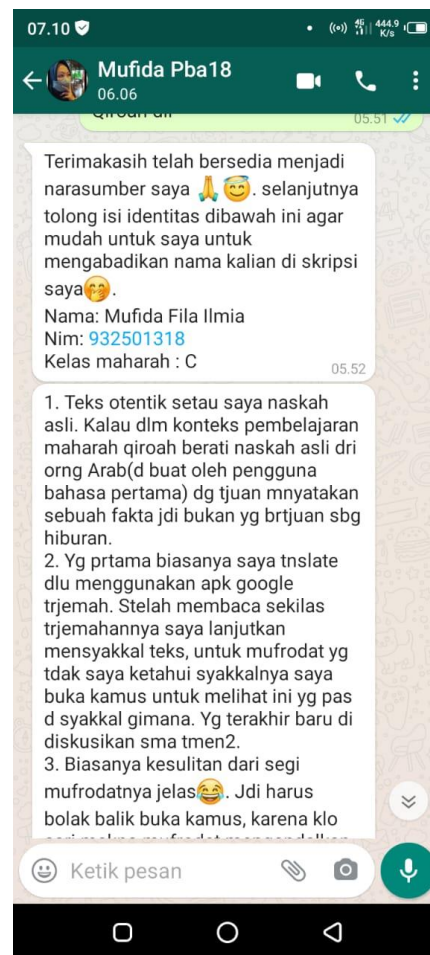 07.10
4G 444.9 K/s
Mufida Pba18
06.06
05.51
Terimakasih telah bersedia menjadi
narasumber saya 🙏 😇. selanjutnya
tolong isi identitas dibawah ini agar
mudah untuk saya untuk
mengabadikan nama kalian di skripsi
saya🤭.
Nama: Mufida Fila Ilmia
Nim: 932501318
Kelas maharah : C
05.52
1. Teks otentik setau saya naskah
asli. Kalau dlm konteks pembelajaran
maharah qiroah berati naskah asli dri
orng Arab(d buat oleh pengguna
bahasa pertama) dg tjuan mnyatakan
sebuah fakta jdi bukan yg brtjuan sbg
hiburan.
2. Yg prtama biasanya saya tnslate
dlu menggunakan apk google
trjemah. Stelah membaca sekilas
trjemahannya saya lanjutkan
mensyakkal teks, untuk mufrodat yg
tdak saya ketahui syakkalnya saya
buka kamus untuk melihat ini yg pas
d syakkal gimana. Yg terakhir baru di
diskusikan sma tmen2.
3. Biasanya kesulitan dari segi
mufrodatnya jelas😂. Jdi harus
bolak balik buka kamus, karena klo
Ketik pesan